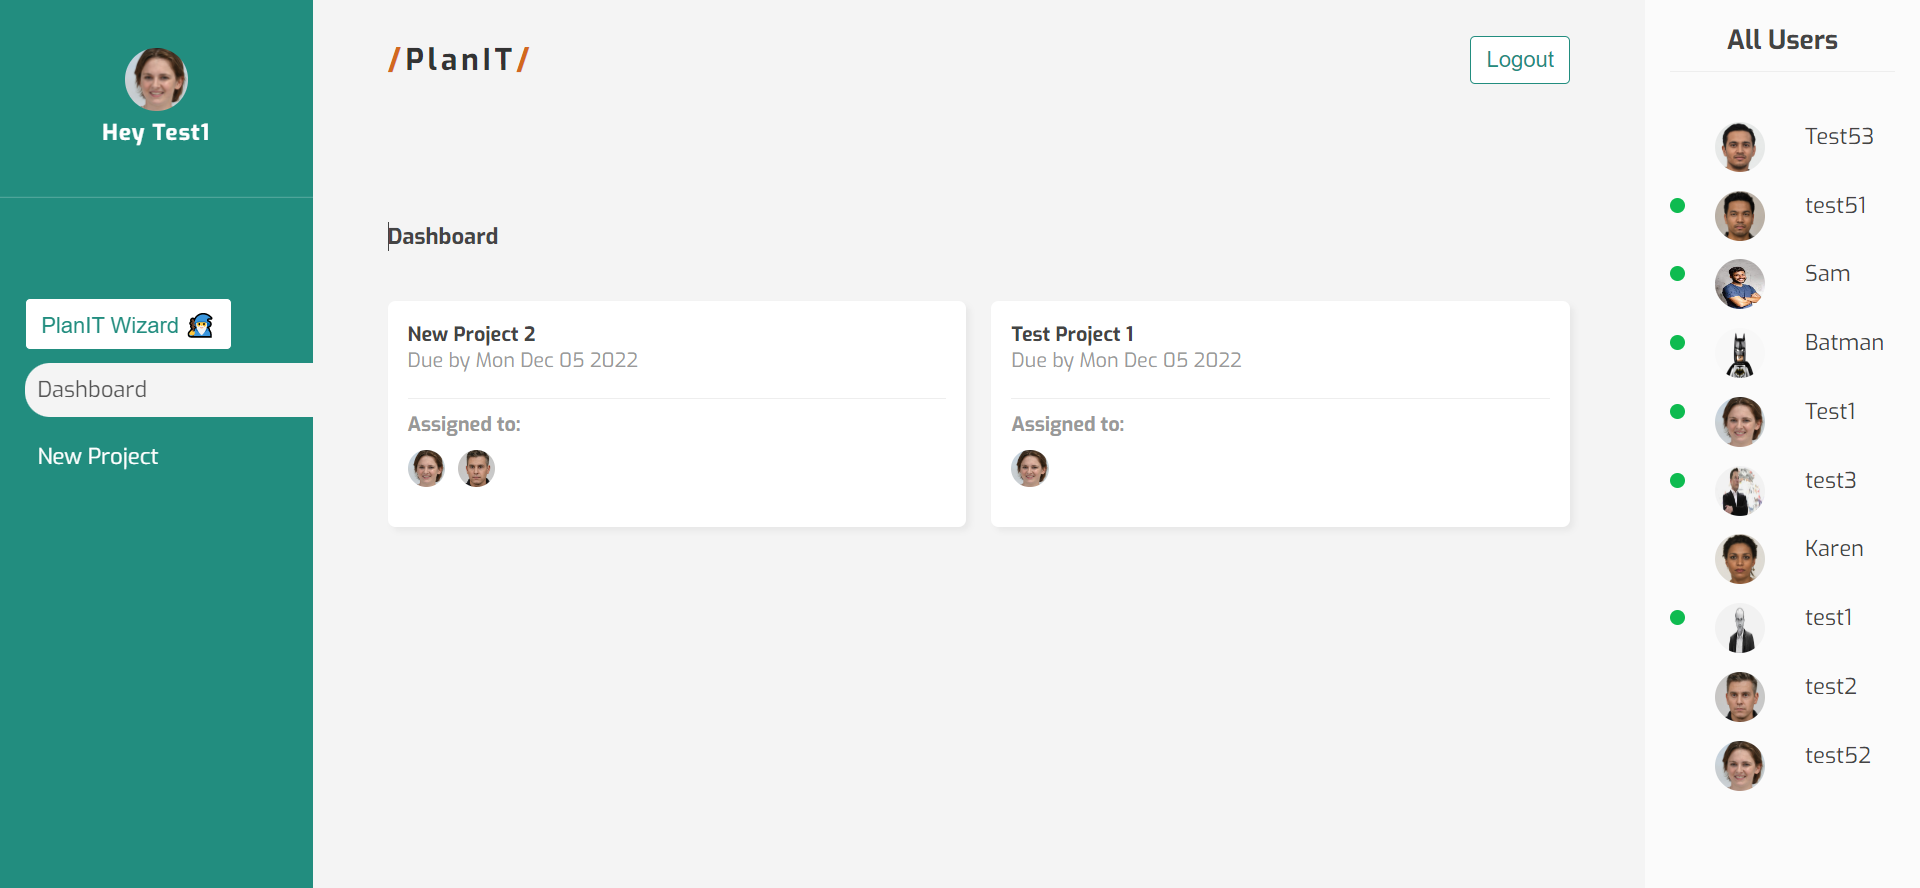 Hey Test1
PlanIT Wizard
Dashboard
New Project
/PlanIT/
Logout
Dashboard
New Project 2
Due by Mon Dec 05 2022
Assigned to:
Test Project 1
Due by Mon Dec 05 2022
Assigned to:
All Users
Test53
test51
Sam
Batman
Test1
test3
Karen
test1
test2
test52